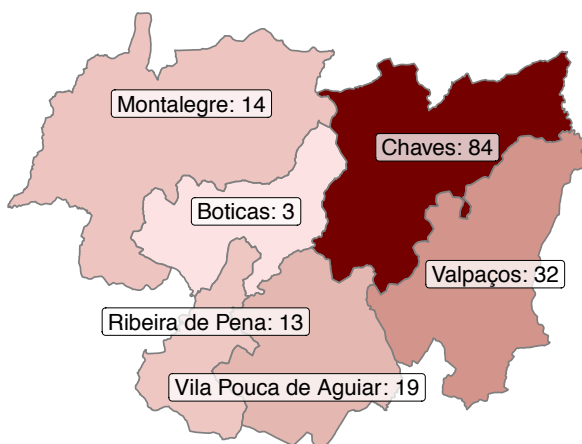 Montalegre: 14
Chaves: 84
Boticas: 3
Valpaços: 32
Ribeira de Pena: 13
Vila Pouca de Aguiar: 19